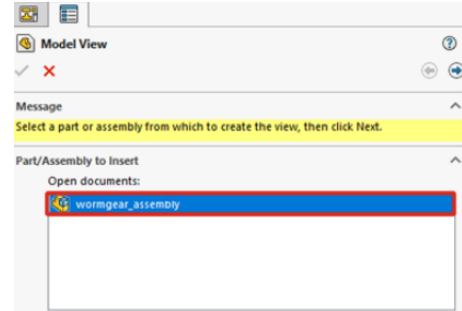 Model View
Message
Select a part or assembly from which to create the view, then click Next.
Part/Assembly to Insert
Open documents:
wormgear_assembly